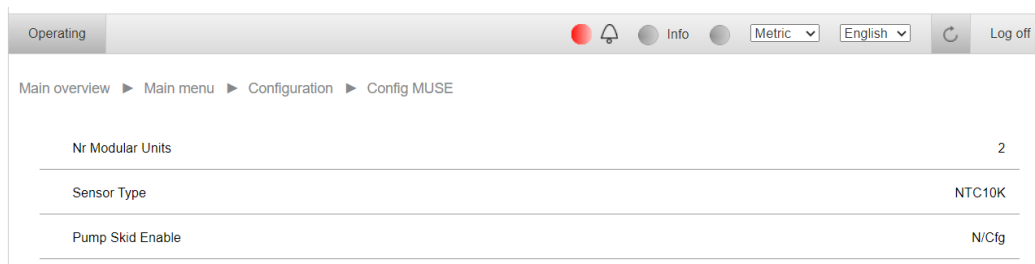 Operating Info Metric English Log off
Main overview ► Main menu ► Configuration ► Config MUSE
Nr Modular Units 2
Sensor Type NTC10K
Pump Skid Enable N/Cfg